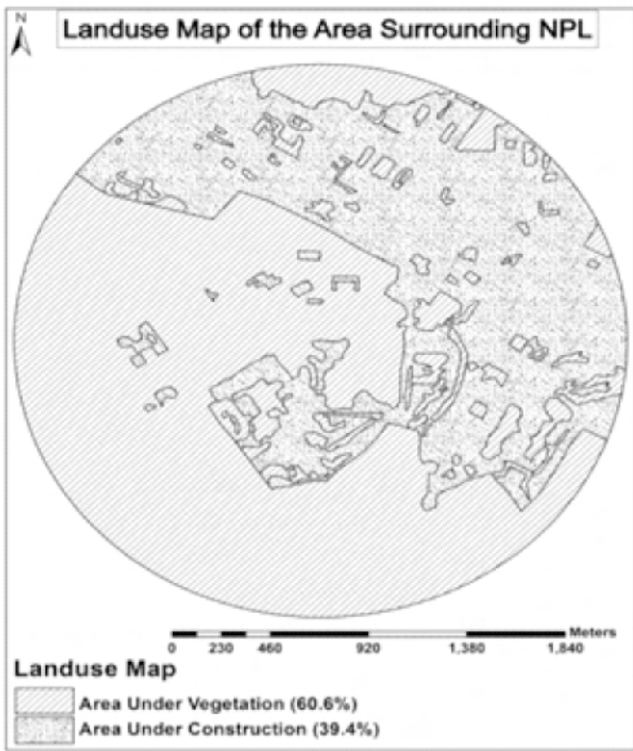 Landuse Map of the Area Surrounding NPL
N
Meters
0 230 460 920 1,380 1,840
Landuse Map
Area Under Vegetation (60.6%)
Area Under Construction (39.4%)